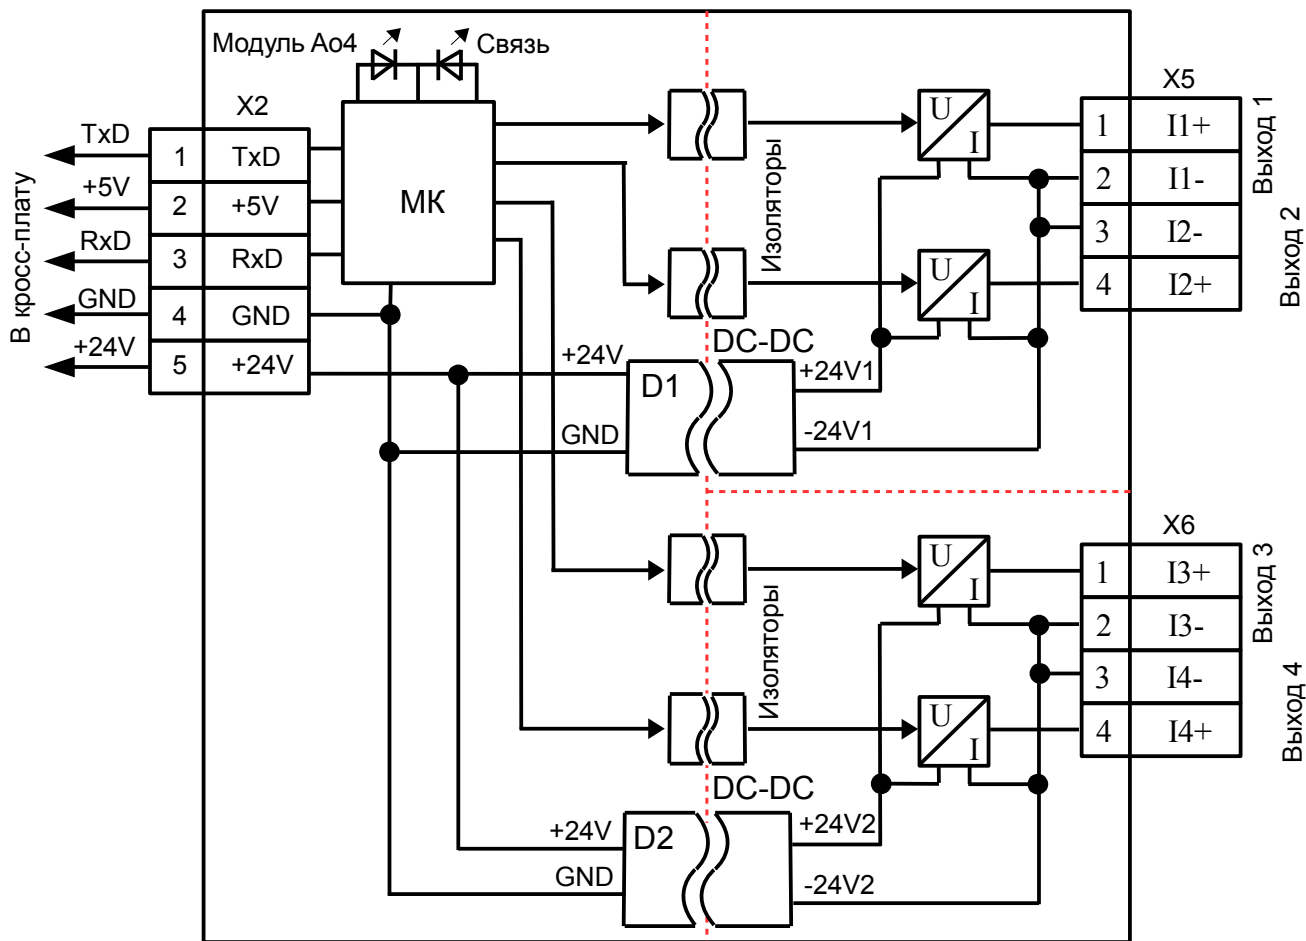 Модуль Ао4
Связь
X2
TxD
1
TxD
+5V
2
+5V
RxD
3
RxD
GND
4
GND
+24V
5
+24V
В кросс-плату
МК
Изоляторы
U
I
U
I
X5
1
I1+
2
I1-
3
I2-
4
I2+
Выход 1
Выход 2
DC-DC
+24V
D1
GND
+24V1
-24V1
Изоляторы
U
I
U
I
X6
1
I3+
2
I3-
3
I4-
4
I4+
Выход 3
Выход 4
DC-DC
+24V
D2
GND
+24V2
-24V2